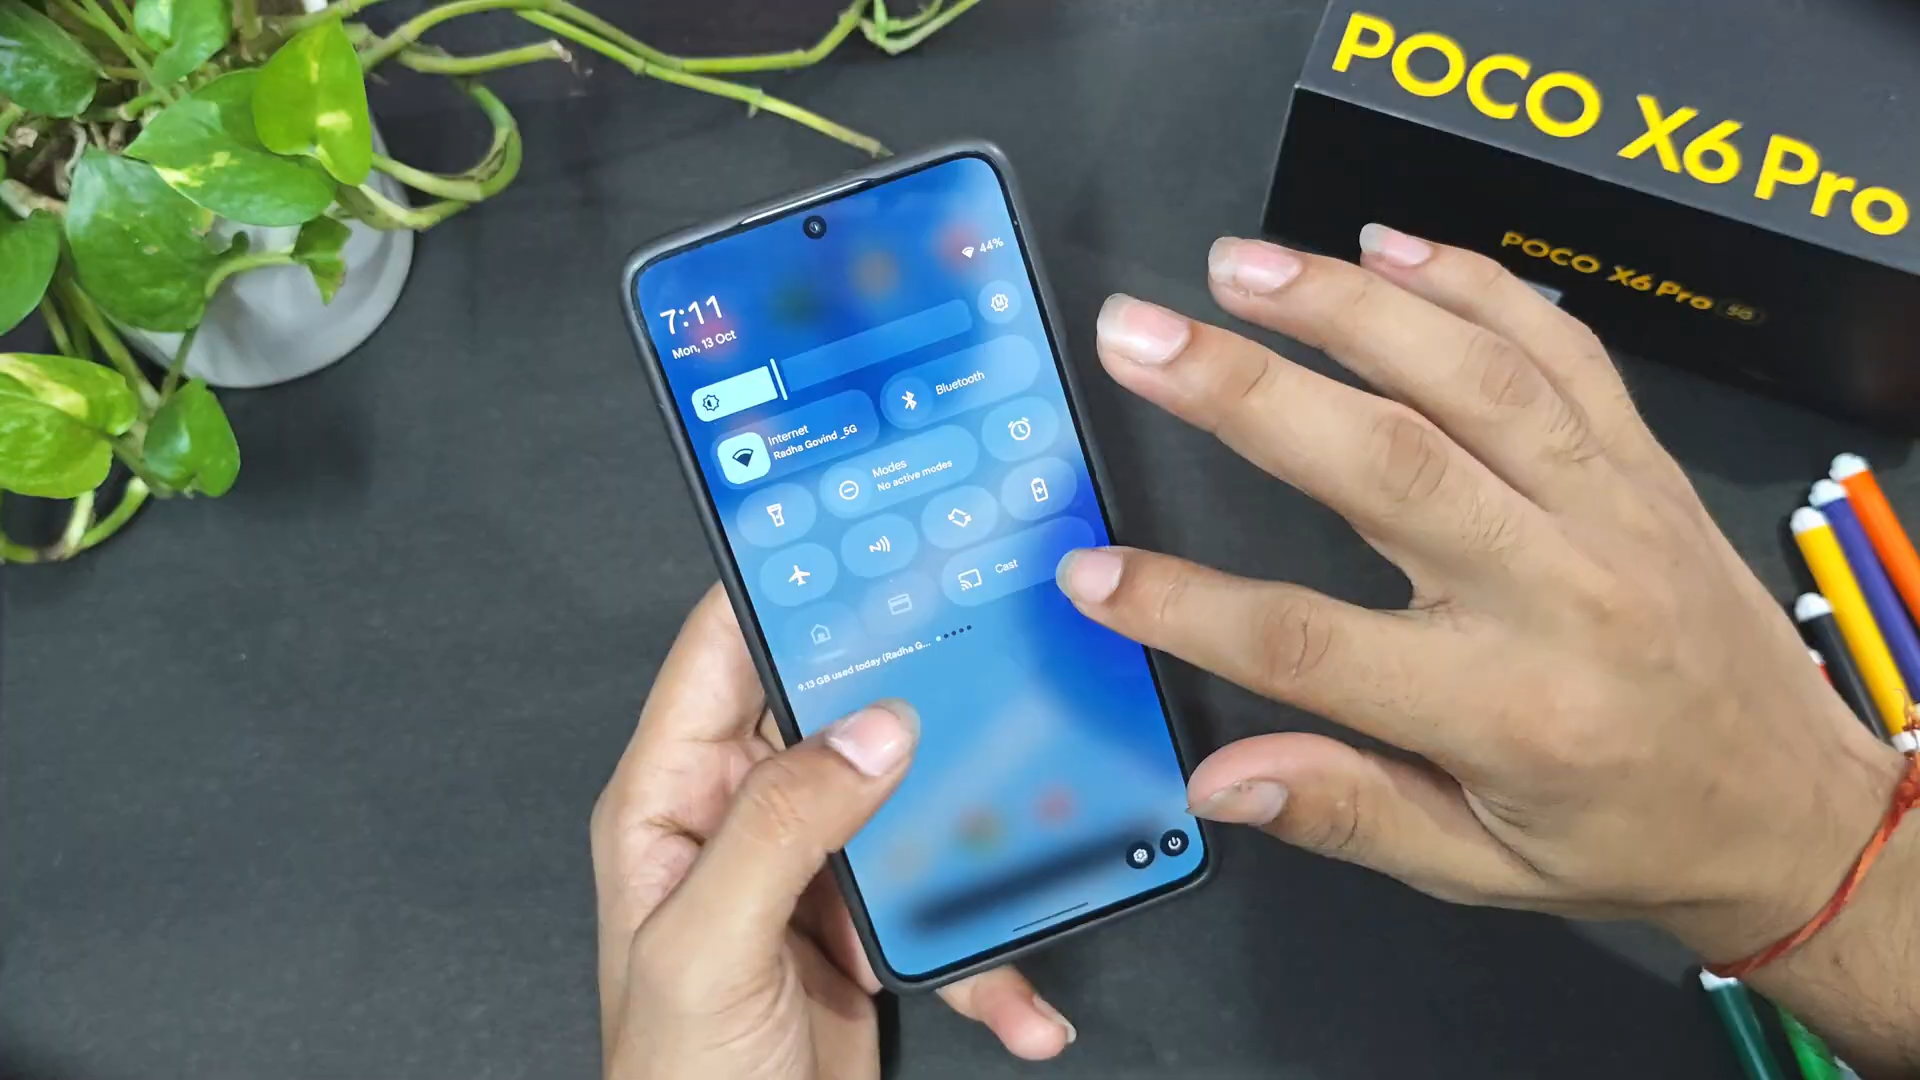 POCO X6 Pro
POCO X6 Pro 5G
44%
7:11
Mon, 13 Oct
Bluetooth
Internet
Radha Govind _5G
Modes
No active modes
Cast
9.13 GB used today (Radha G...